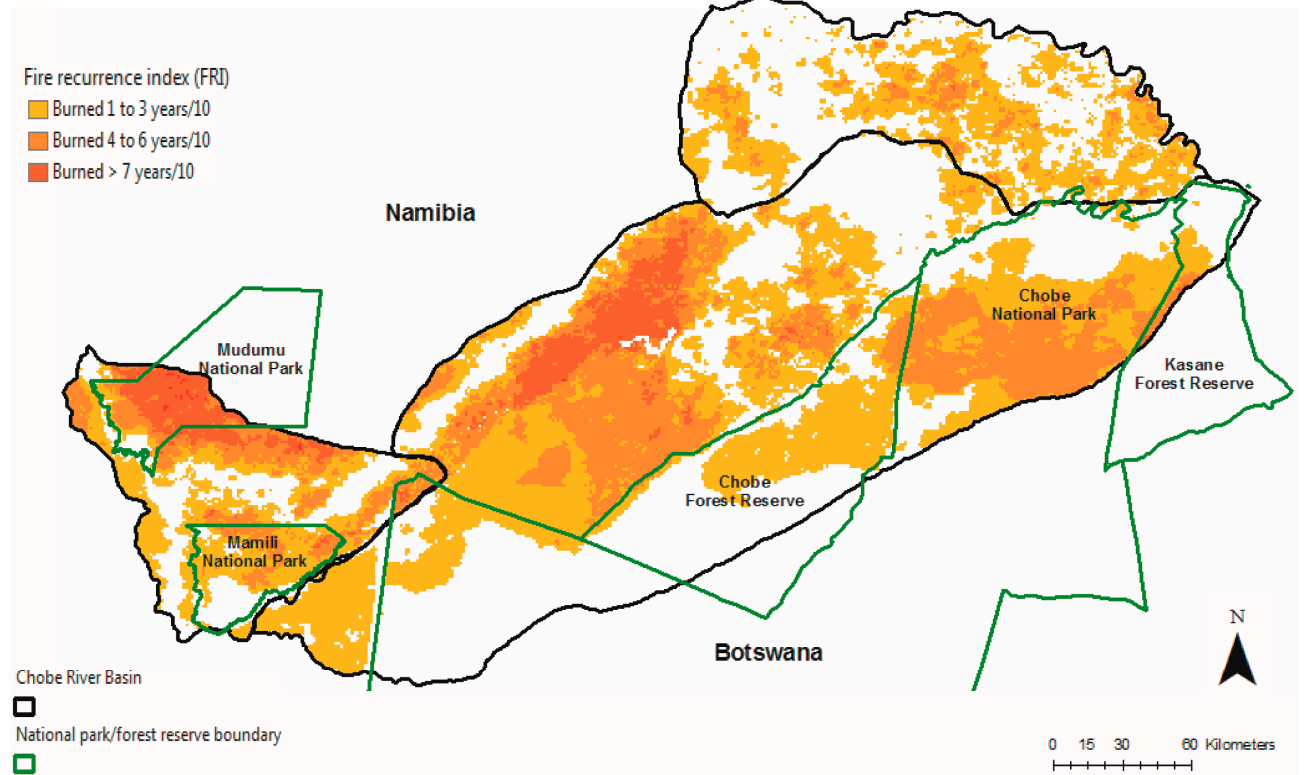 Fire recurrence index (FRI)
Burned 1 to 3 years/10
Burned 4 to 6 years/10
Burned > 7 years/10
Namibia
Mudumu
National Park
Chobe
National Park
Kasane
Forest Reserve
Chobe
Forest Reserve
Mamili
National Park
Botswana
N
Chobe River Basin
National park/forest reserve boundary
0 15 30 60 Kilometers